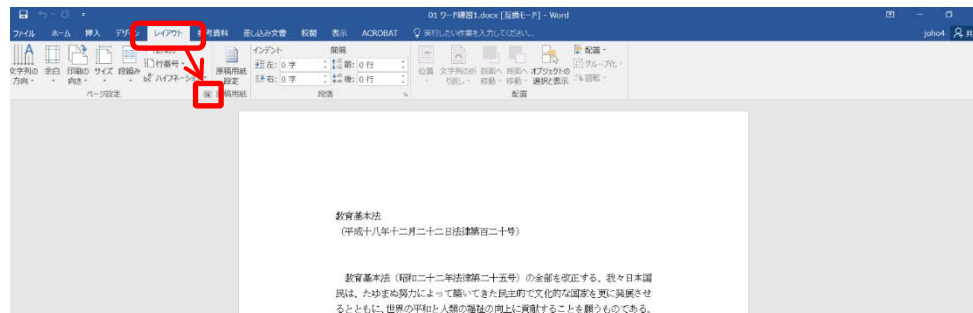 01 ワード練習1.docx [互換モード] - Word
ファイル ホーム 挿入 デザイン レイアウト 参考資料 差し込み文書 校閲 表示 ACROBAT 実行したい作業を入力してください... joho4 共
文字列の方向 余白 印刷の向き サイズ 段組み 行番号 ハイフネーション 原稿用紙設定
インデント 間隔
左: 0 字 前: 0 行
右: 0 字 後: 0 行
位置 前面へ移動 背面へ移動 オブジェクトの選択と表示 配置 グループ化 回転
ページ設定 原稿用紙 段落 配置
教育基本法
(平成十八年十二月二十二日法律第百二十号)
教育基本法(昭和二十二年法律第二十五号)の全部を改正する。我々日本国
民は、たゆまぬ努力によって築いてきた民主的で文化的な国家を更に発展させ
るとともに、世界の平和と人類の福祉の向上に貢献することを願うものである。